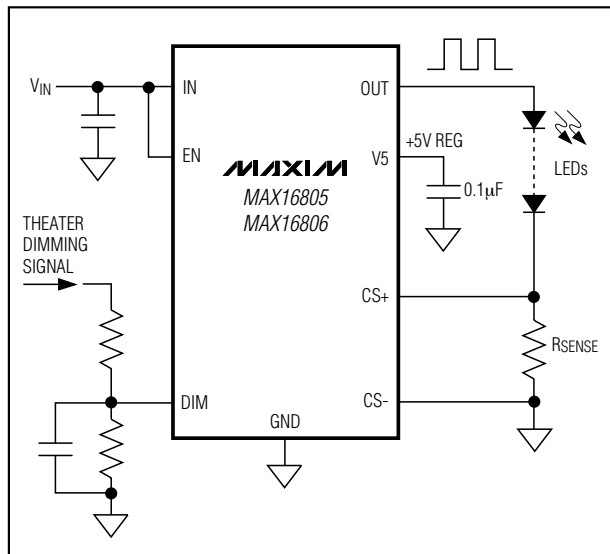 VIN
IN
OUT
EN
+5V REG
V5
LEDs
MAXIM
MAX16805
MAX16806
0.1μF
THEATER
DIMMING
SIGNAL
CS+
RSENSE
DIM
CS-
GND